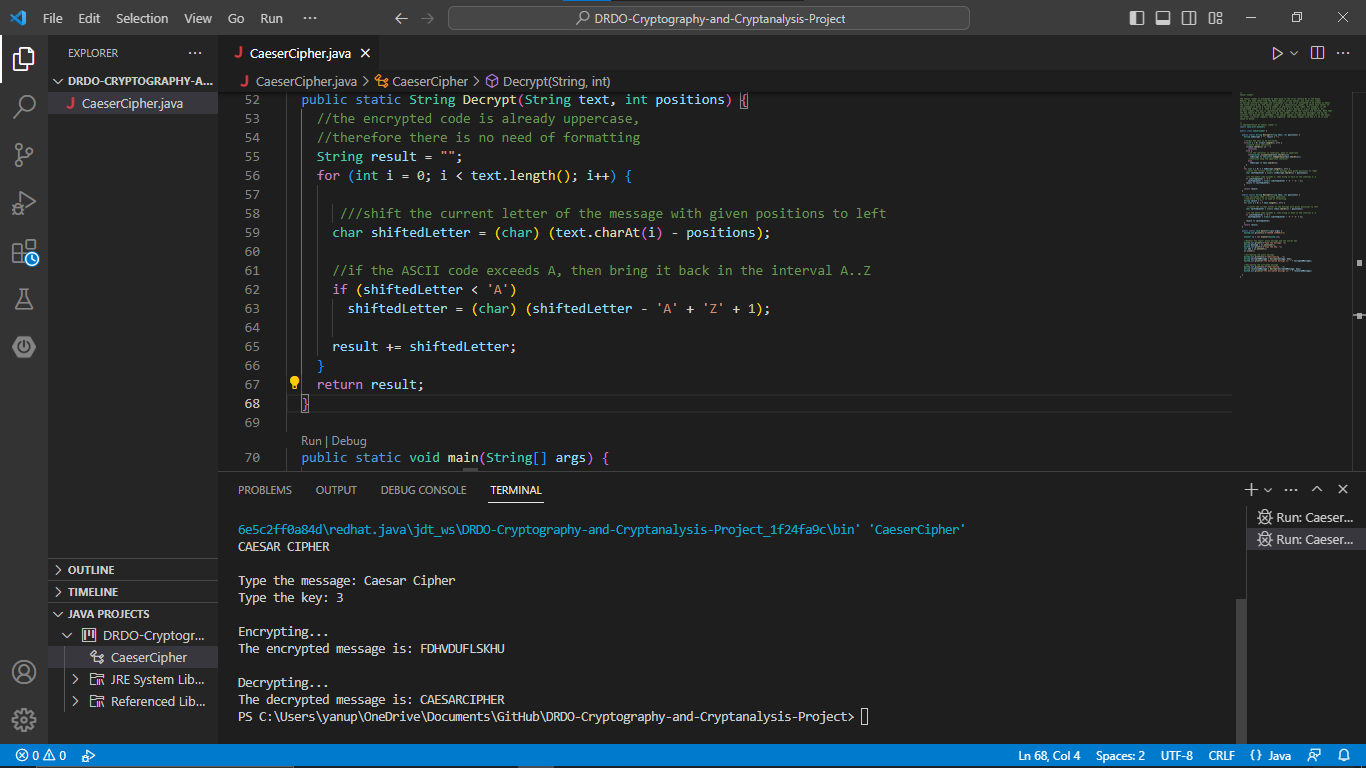 File Edit Selection View Go Run ··· DRDO-Cryptography-and-Cryptanalysis-Project
EXPLORER ···
DRDO-CRYPTOGRAPHY-A...
J CaeserCipher.java
J CaeserCipher.java
J CaeserCipher.java > CaeserCipher > Decrypt(String, int)
52 public static String Decrypt(String text, int positions) {
53 //the encrypted code is already uppercase,
54 //therefore there is no need of formatting
55 String result = "";
56 for (int i = 0; i < text.length(); i++) {
57
58 ///shift the current letter of the message with given positions to left
59 char shiftedLetter = (char) (text.charAt(i) - positions);
60
61 //if the ASCII code exceeds A, then bring it back in the interval A..Z
62 if (shiftedLetter < 'A')
63 shiftedLetter = (char) (shiftedLetter - 'A' + 'Z' + 1);
64
65 result += shiftedLetter;
66 }
67 return result;
68 }
69
Run | Debug
70 public static void main(String[] args) {
PROBLEMS OUTPUT DEBUG CONSOLE TERMINAL
6e5c2ff0a84d\redhat.java\jdt_ws\DRDO-Cryptography-and-Cryptanalysis-Project_1f24fa9c\bin' 'CaeserCipher'
CAESAR CIPHER
Type the message: Caesar Cipher
Type the key: 3
Encrypting...
The encrypted message is: FDHVDUFLSKHU
Decrypting...
The decrypted message is: CAESARCIPHER
PS C:\Users\yanup\OneDrive\Documents\GitHub\DRDO-Cryptography-and-Cryptanalysis-Project>
Run: Caeser...
Run: Caeser...
OUTLINE
TIMELINE
JAVA PROJECTS
DRDO-Cryptogr...
CaeserCipher
JRE System Lib...
Referenced Lib...
0 0 Ln 68, Col 4 Spaces: 2 UTF-8 CRLF {} Java